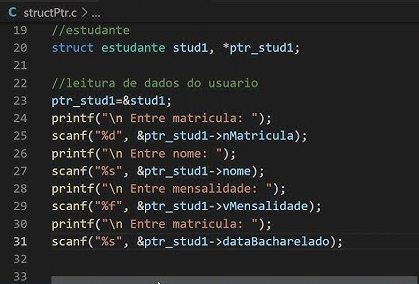 C structPtr.c > ...
19 //estudante
20 struct estudante stud1, *ptr_stud1;
21
22 //leitura de dados do usuario
23 ptr_stud1=&stud1;
24 printf("\n Entre matricula: ");
25 scanf("%d", &ptr_stud1->nMatricula);
26 printf("\n Entre nome: ");
27 scanf("%s", &ptr_stud1->nome);
28 printf("\n Entre mensalidade: ");
29 scanf("%f", &ptr_stud1->vMensalidade);
30 printf("\n Entre matricula: ");
31 scanf("%s", &ptr_stud1->dataBacharelado);
32
33